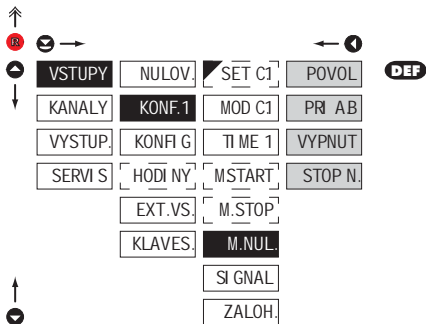 VSTUPY NULOV. SET C1 POVOL. DEF
KANALY KONF.1 MOD C1 PRI AB
VYSTUP. KONFIG TIME 1 VYPNUT
SERVIS HODINY MSTART STOP N.
EXT.VS. M.STOP
KLAVES. M.NUL.
SIGNAL
ZALOH.